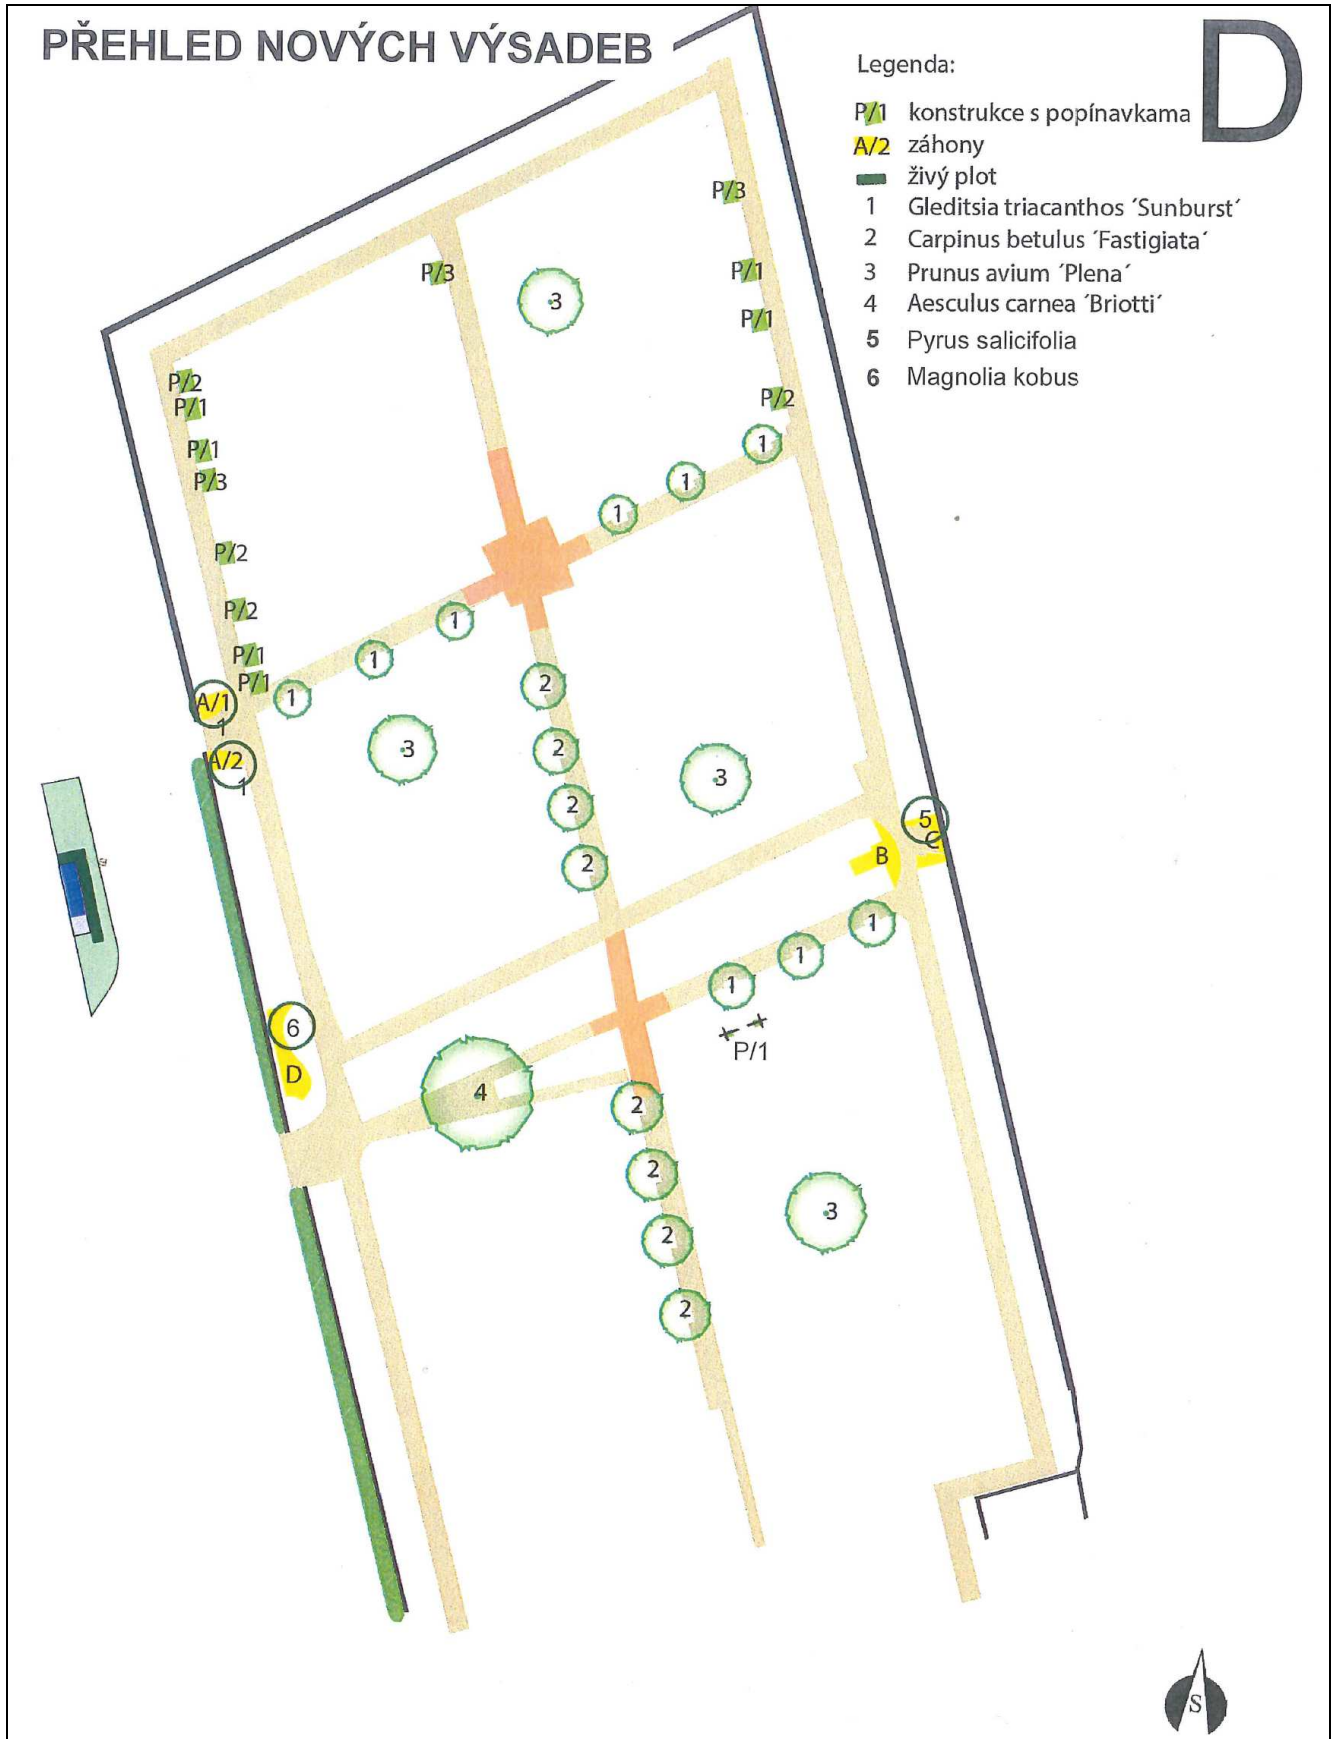 PŘEHLED NOVÝCH VÝSADEB
D
Legenda:
P/1 konstrukce s popínavkama
A/2 záhony
živý plot
1 Gleditsia triacanthos ´Sunburst´
2 Carpinus betulus ´Fastigiata´
3 Prunus avium ´Plena´
4 Aesculus carnea ´Briotti´
5 Pyrus salicifolia
6 Magnolia kobus
P/3
P/3
P/1
3
P/1
P/2
P/2
P/1
1
P/1
1
P/3
1
P/2
P/2
1
P/1
1
P/1
2
1
A/1
1
3
2
A/2
3
1
2
5
C
B
2
1
1
1
6
P/1
D
4
2
2
3
2
2
S